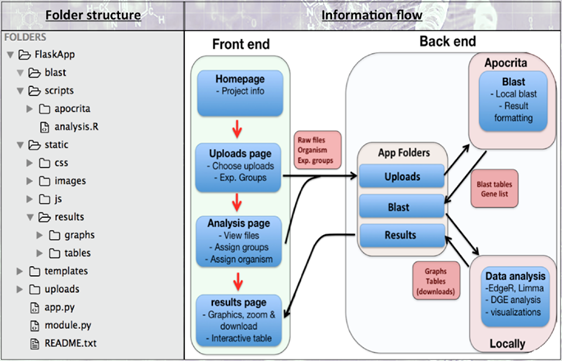 Folder structure
FOLDERS
FlaskApp
blast
scripts
apocrita
analysis.R
static
css
images
js
results
graphs
tables
templates
uploads
app.py
module.py
README.txt
Information flow
Front end
Homepage
- Project info
Uploads page
- Choose uploads
- Exp. Groups
Analysis page
- View files
- Assign groups
- Assign organism
results page
- Graphics, zoom &
download
- Interactive table
Raw files
Organism
Exp. groups
Back end
App Folders
Uploads
Blast
Results
Apocrita
Blast
- Local blast
- Result
formatting
Blast tables
Gene list
Graphs
Tables
(downloads)
Data analysis
-EdgeR, Limma
- DGE analysis
- visualizations
Locally